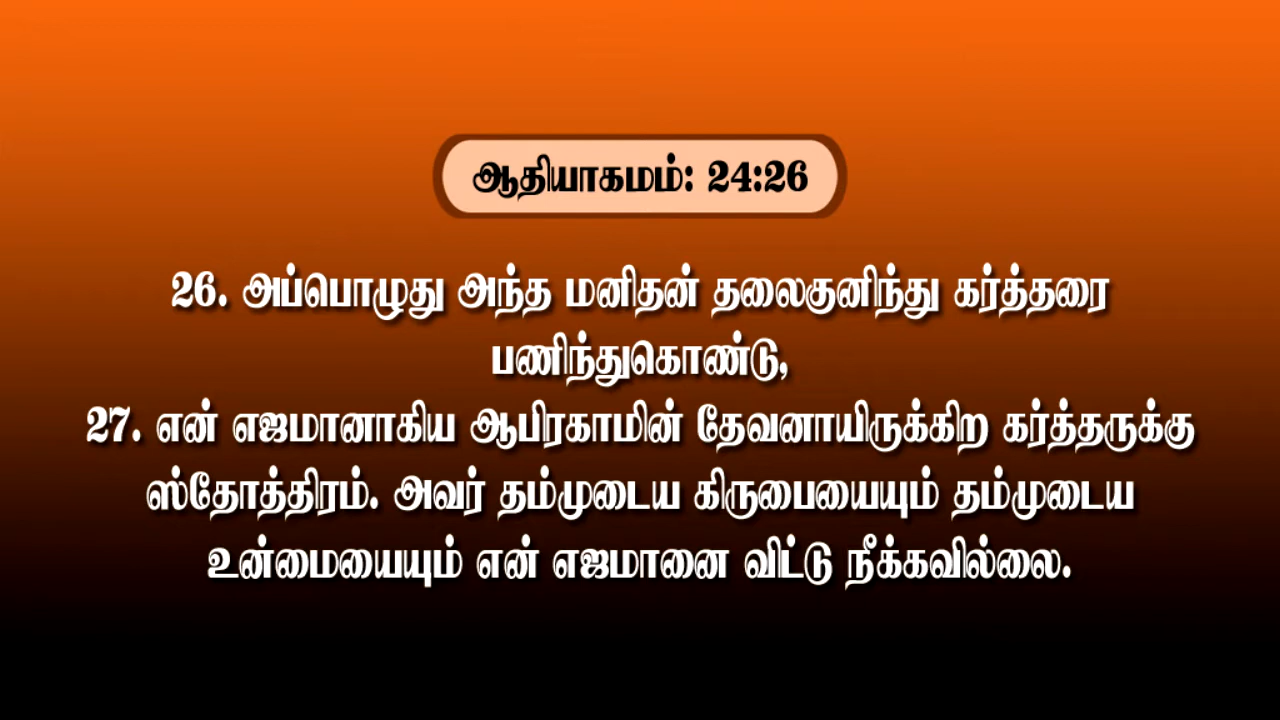 ஆதியாகமம்: 24:26
26. அப்பொழுது அந்த மனிதன் தலைகுனிந்து கர்த்தரை
பணிந்துகொண்டு,
27. என் எஜமானாகிய ஆபிரகாமின் தேவனாயிருக்கிற கர்த்தருக்கு
ஸ்தோத்திரம். அவர் தம்முடைய கிருபையையும் தம்முடைய
உன்மையையும் என் எஜமானை விட்டு நீக்கவில்லை.